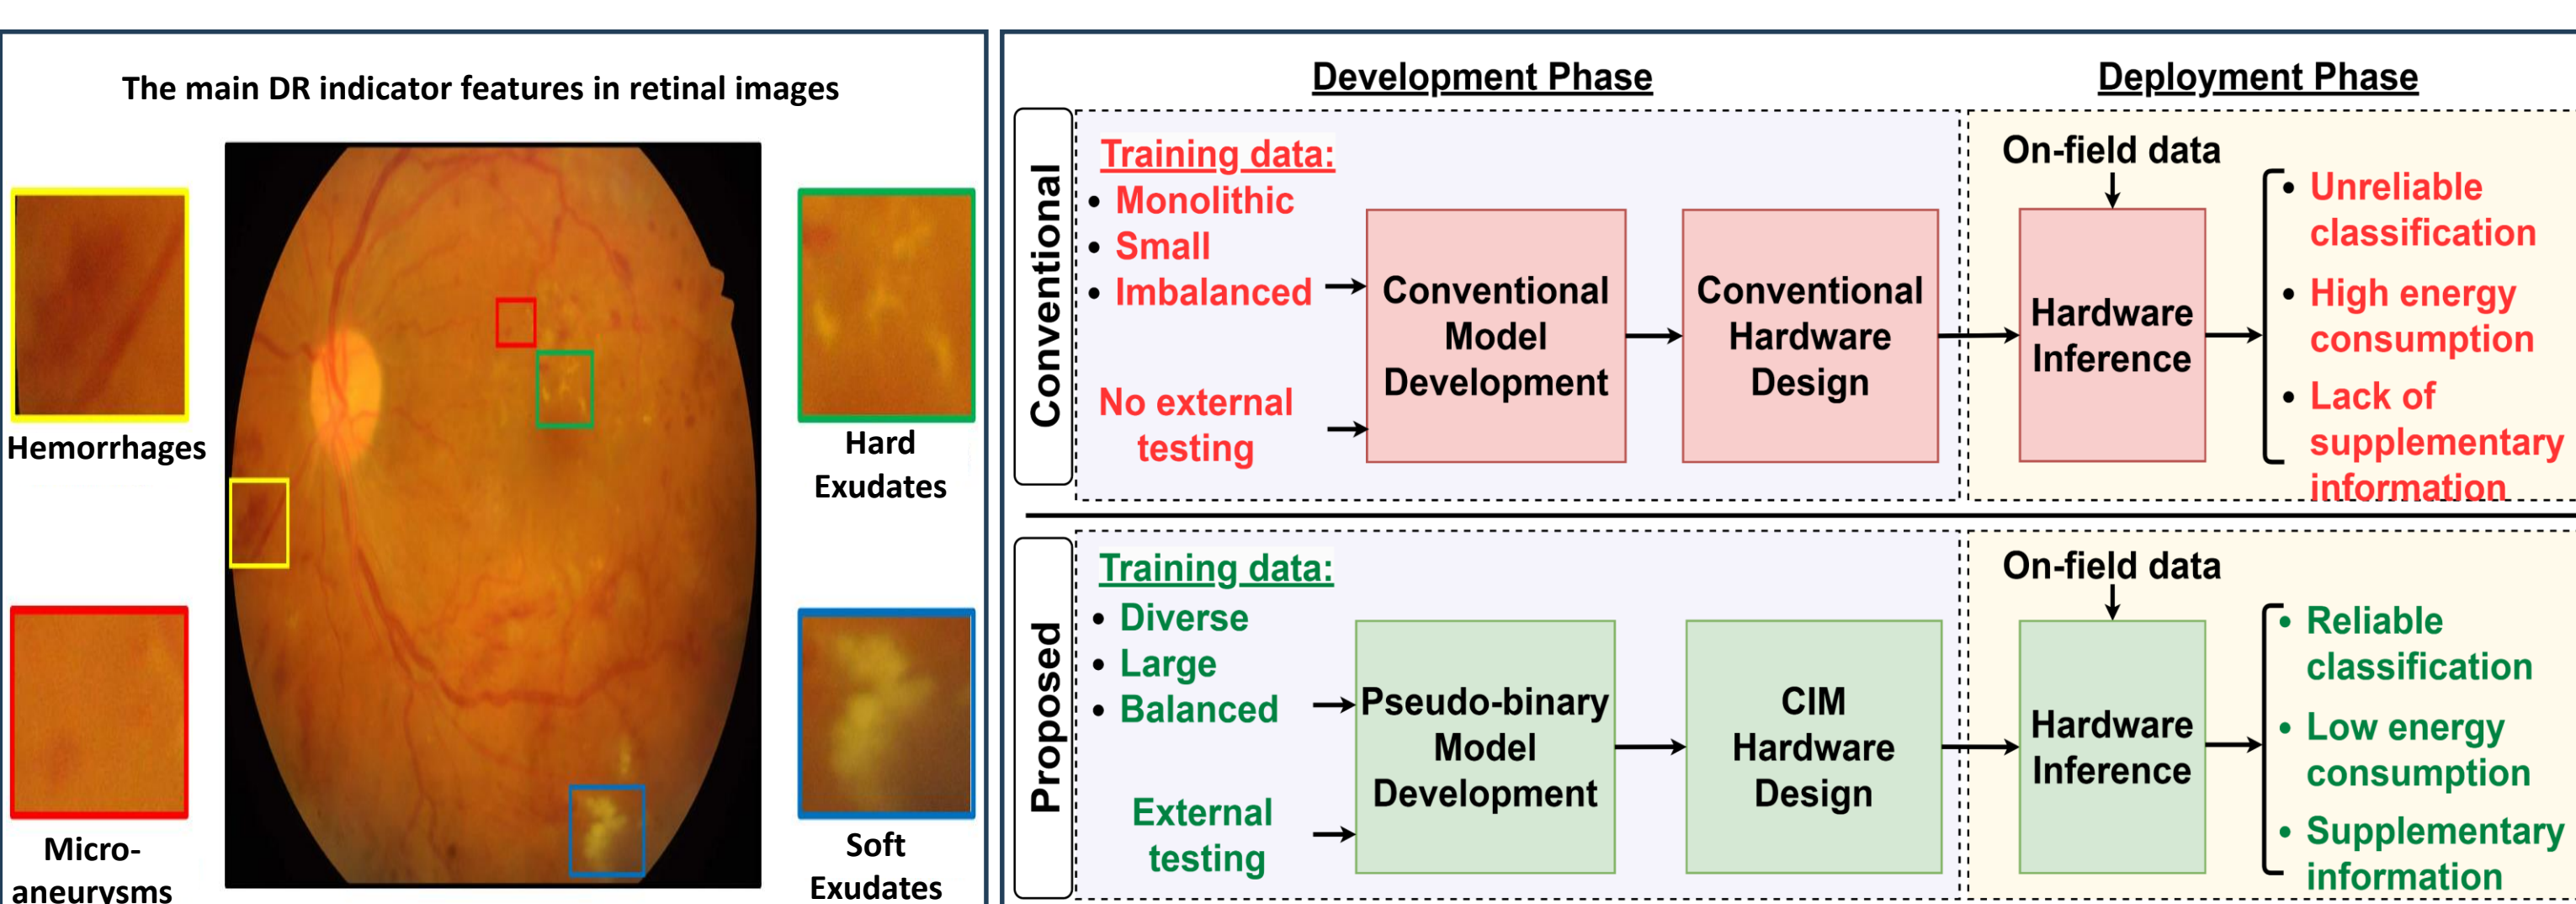 The main DR indicator features in retinal images
Hemorrhages
Hard
Exudates
Micro-
aneurysms
Soft
Exudates
Development Phase
Deployment Phase
Conventional
Training data:
• Monolithic
• Small
• Imbalanced
No external
testing
Conventional
Model
Development
Conventional
Hardware
Design
On-field data
Hardware
Inference
• Unreliable
classification
• High energy
consumption
• Lack of
supplementary
information
Proposed
Training data:
• Diverse
• Large
• Balanced
External
testing
Pseudo-binary
Model
Development
CIM
Hardware
Design
On-field data
Hardware
Inference
• Reliable
classification
• Low energy
consumption
• Supplementary
information